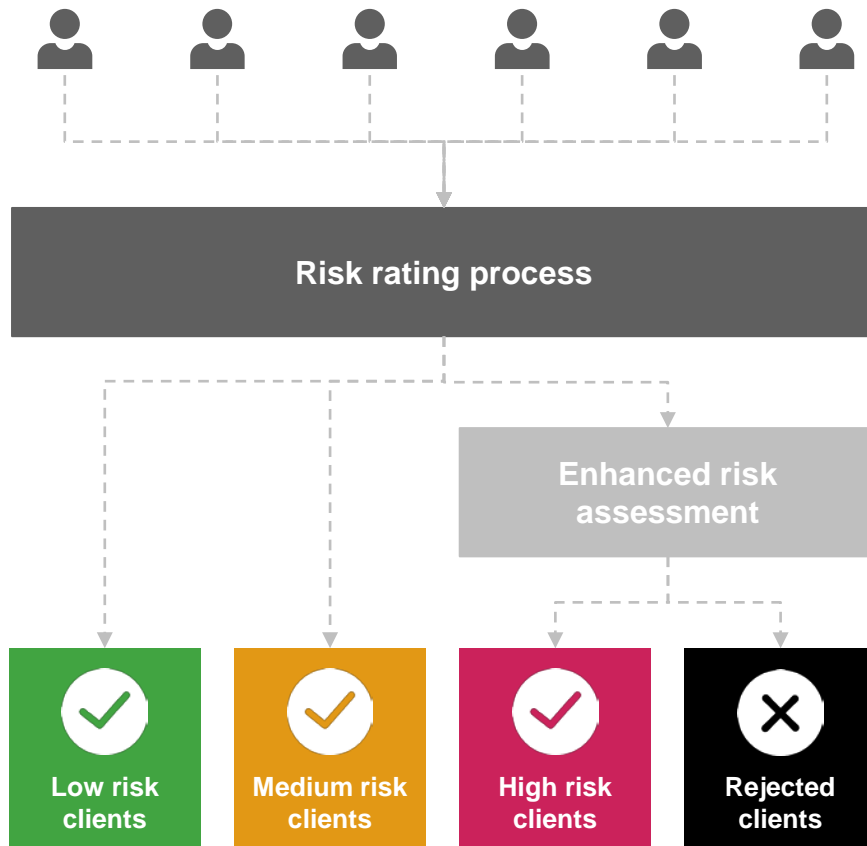 Risk rating process
Enhanced risk
assessment
Low risk
clients
Medium risk
clients
High risk
clients
Rejected
clients